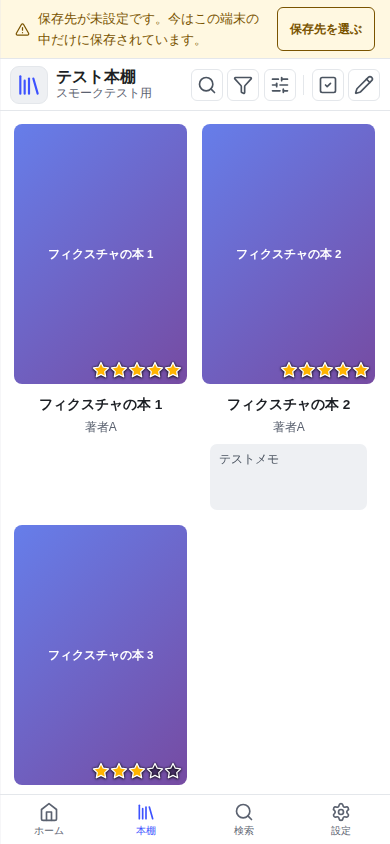 保存先が未設定です。今はこの端末の
中だけに保存されています。
保存先を選ぶ
テスト本棚
スモークテスト用
フィクスチャの本 1
フィクスチャの本 2
フィクスチャの本 1
フィクスチャの本 2
著者A
著者A
テストメモ
フィクスチャの本 3
ホーム
本棚
検索
設定